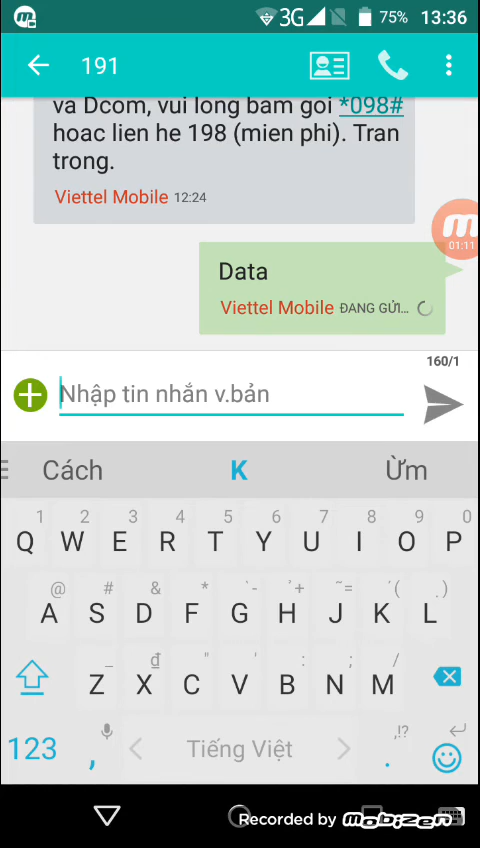 3G 75% 13:36
191
va Dcom, vui long bam goi *098#
hoac lien he 198 (mien phi). Tran
trong.
Viettel Mobile 12:24
01:11
Data
Viettel Mobile ĐANG GỬI...
160/1
Nhập tin nhắn v.bản
Cách K Ừm
1 2 3 4 5 6 7 8 9 0
Q W E R T Y U I O P
@ # & * `- ´+ ~= ´( .)
A S D F G H J K L
_ đ " ' : ; /
Z X C V B N M
,!?
123 , Tiếng Việt .
Recorded by mobizen